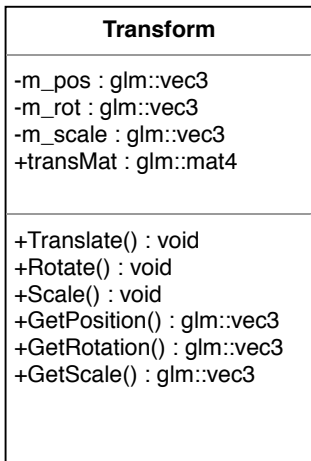 Transform
-m_pos : glm::vec3
-m_rot : glm::vec3
-m_scale : glm::vec3
+transMat : glm::mat4
+Translate() : void
+Rotate() : void
+Scale() : void
+GetPosition() : glm::vec3
+GetRotation() : glm::vec3
+GetScale() : glm::vec3